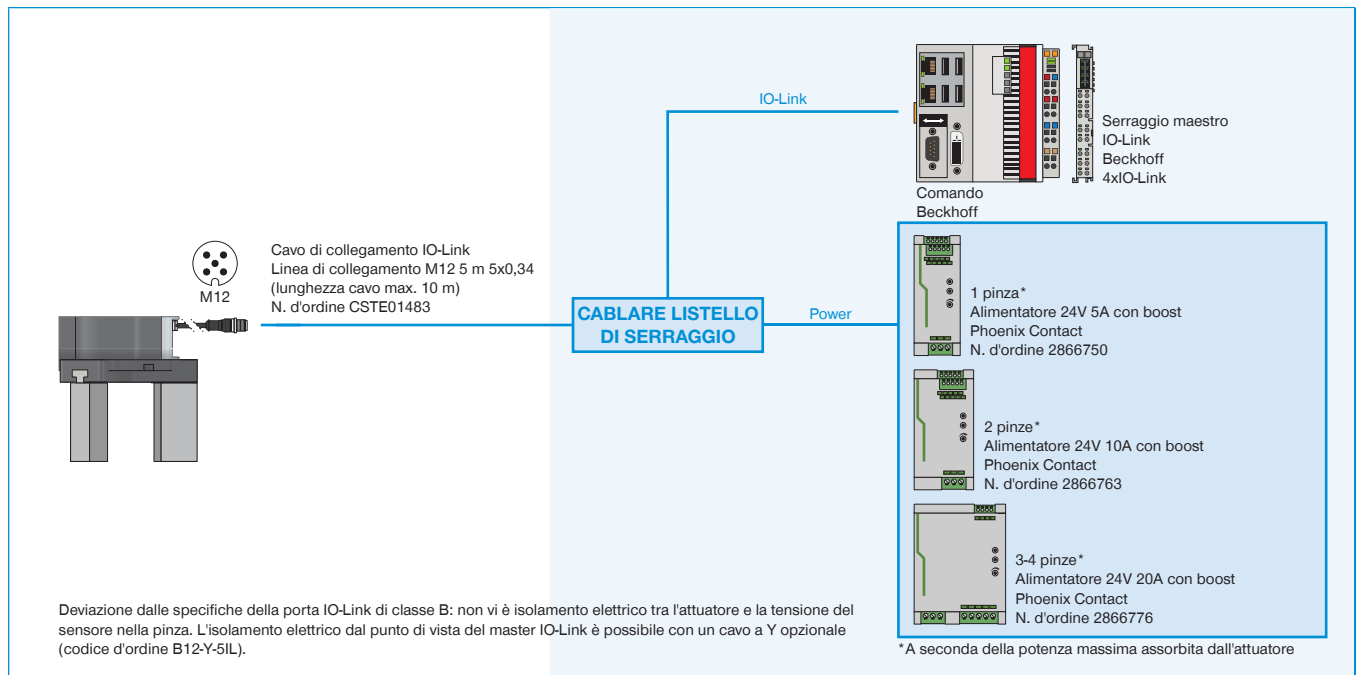 IO-Link
Serraggio maestro
IO-Link
Beckhoff
4xIO-Link
Comando
Beckhoff
M12
Cavo di collegamento IO-Link
Linea di collegamento M12 5 m 5x0,34
(lunghezza cavo max. 10 m)
N. d'ordine CSTE01483
CABLARE LISTELLO
DI SERRAGGIO
Power
1 pinza*
Alimentatore 24V 5A con boost
Phoenix Contact
N. d'ordine 2866750
2 pinze*
Alimentatore 24V 10A con boost
Phoenix Contact
N. d'ordine 2866763
3-4 pinze*
Alimentatore 24V 20A con boost
Phoenix Contact
N. d'ordine 2866776
*A seconda della potenza massima assorbita dall'attuatore
Deviazione dalle specifiche della porta IO-Link di classe B: non vi è isolamento elettrico tra l'attuatore e la tensione del
sensore nella pinza. L'isolamento elettrico dal punto di vista del master IO-Link è possibile con un cavo a Y opzionale
(codice d'ordine B12-Y-5IL).